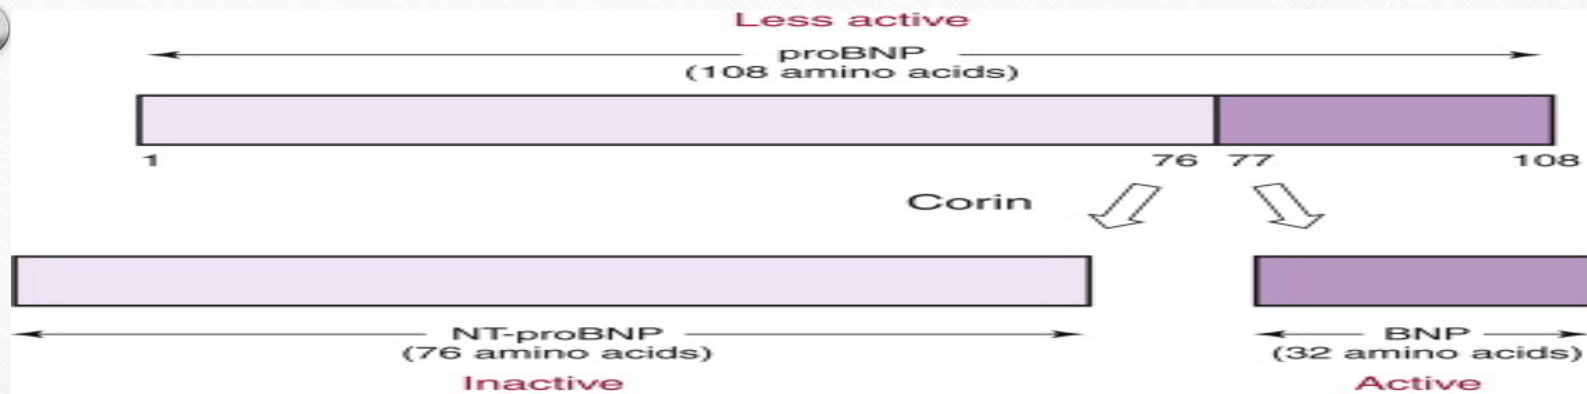 Less active
proBNP
(108 amino acids)
1 76 77 108
Corin
NT-proBNP BNP
(76 amino acids) (32 amino acids)
Inactive Active